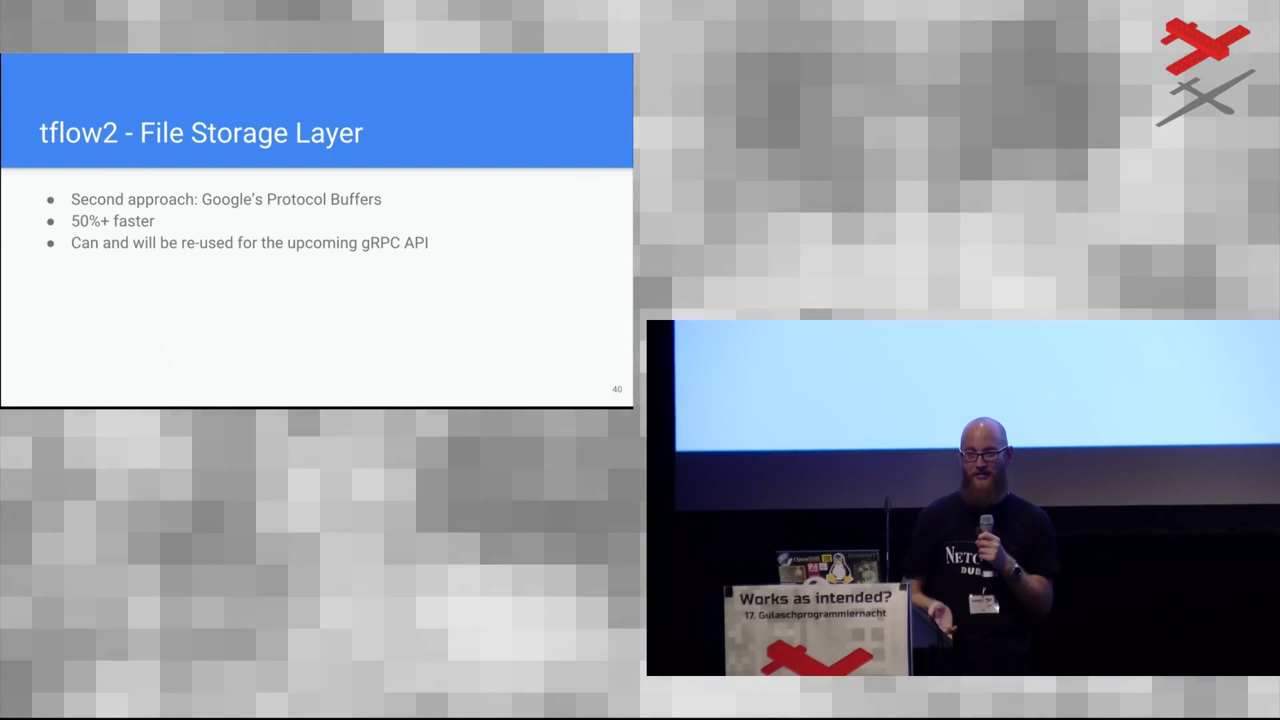 tflow2 - File Storage Layer
● Second approach: Google's Protocol Buffers
● 50%+ faster
● Can and will be re-used for the upcoming gRPC API
40
Works as intended?
17. Gulaschprogrammiernacht